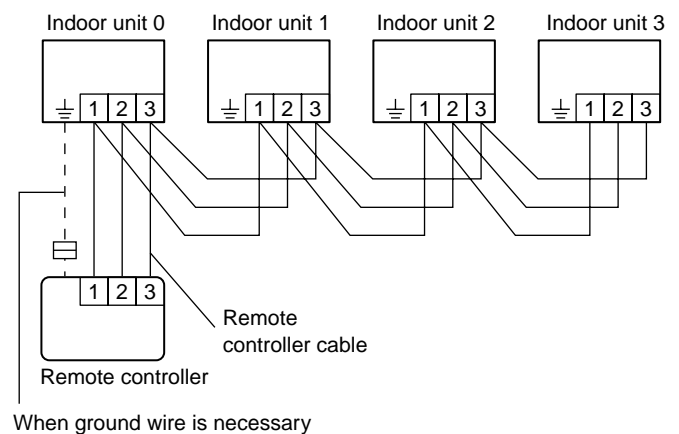 Indoor unit 0 Indoor unit 1 Indoor unit 2 Indoor unit 3
1 2 3 1 2 3 1 2 3 1 2 3
1 2 3
Remote
controller cable
Remote controller
When ground wire is necessary